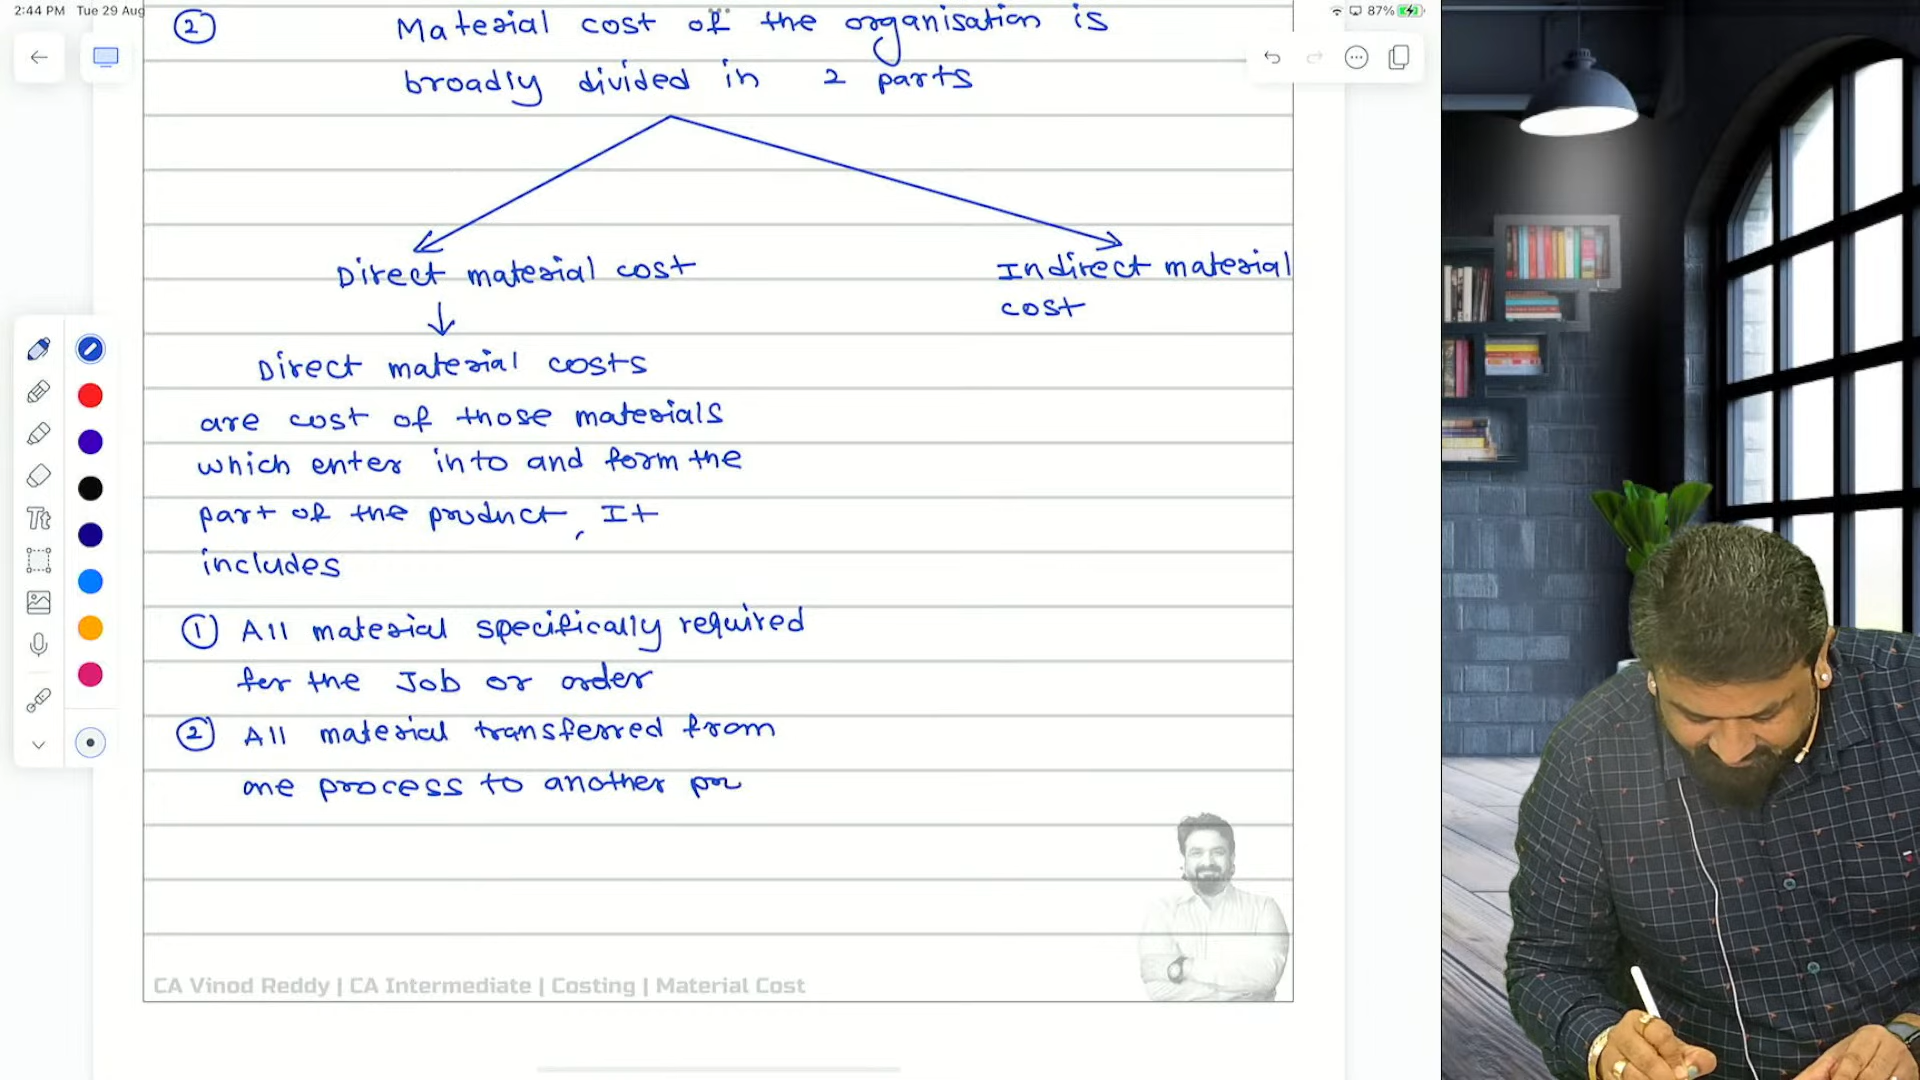 2:44 PM Tue 29 Aug
87%
② Material cost of the organisation is
broadly divided in 2 parts
Direct material cost
Indirect material
cost
Direct material costs
are cost of those materials
which enter into and form the
part of the product, It
includes
① All material specifically required
for the Job or order
② All material transferred from
one process to another pro
Tt
CA Vinod Reddy | CA Intermediate | Costing | Material Cost